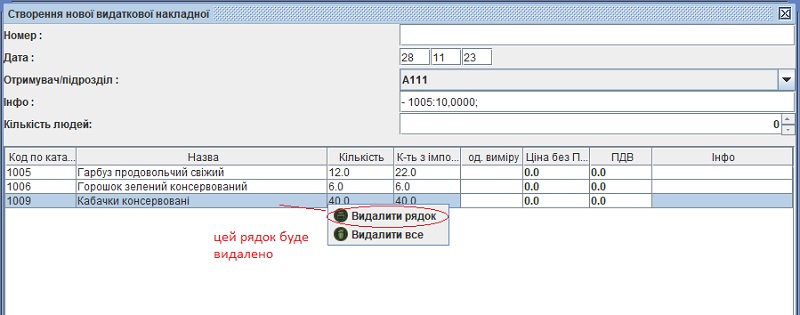 Створення нової видаткової накладної
Номер :
Дата : 28 11 23
Отримувач/підрозділ : A111
Інфо : - 1005:10,0000;
Кількість людей: 0
Код по ката... Назва Кількість К-ть з імпо... од. виміру Ціна без П... ПДВ Інфо
1005 Гарбуз продовольчий свіжий 12.0 22.0 0.0 0.0
1006 Горошок зелений консервований 6.0 6.0 0.0 0.0
1009 Кабачки консервовані 40.0 40.0 0.0 0.0
Видалити рядок
Видалити все
цей рядок буде
видалено